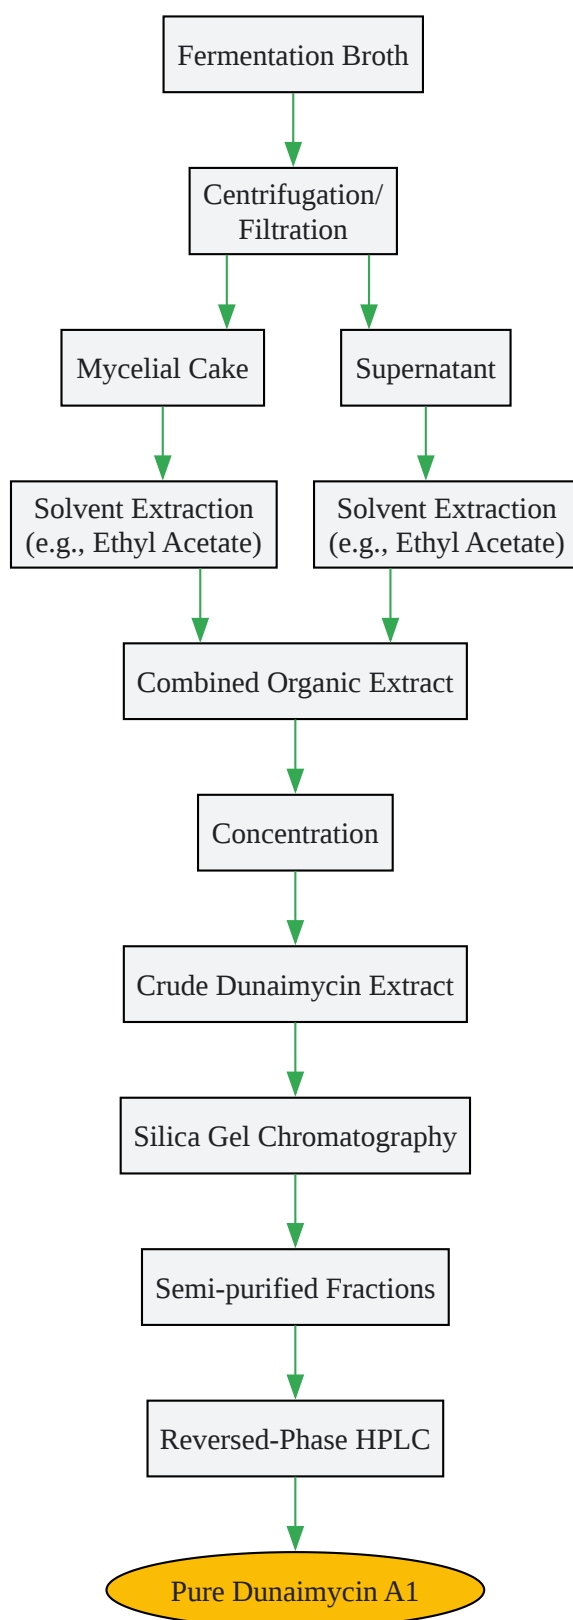 Fermentation Broth
Centrifugation/
Filtration
Mycelial Cake
Supernatant
Solvent Extraction
(e.g., Ethyl Acetate)
Solvent Extraction
(e.g., Ethyl Acetate)
Combined Organic Extract
Concentration
Crude Dunaimycin Extract
Silica Gel Chromatography
Semi-purified Fractions
Reversed-Phase HPLC
Pure Dunaimycin A1